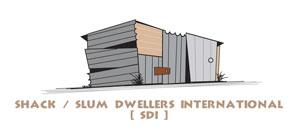 SHACK / SLUM DWELLERS INTERNATIONAL
[ SDI ]